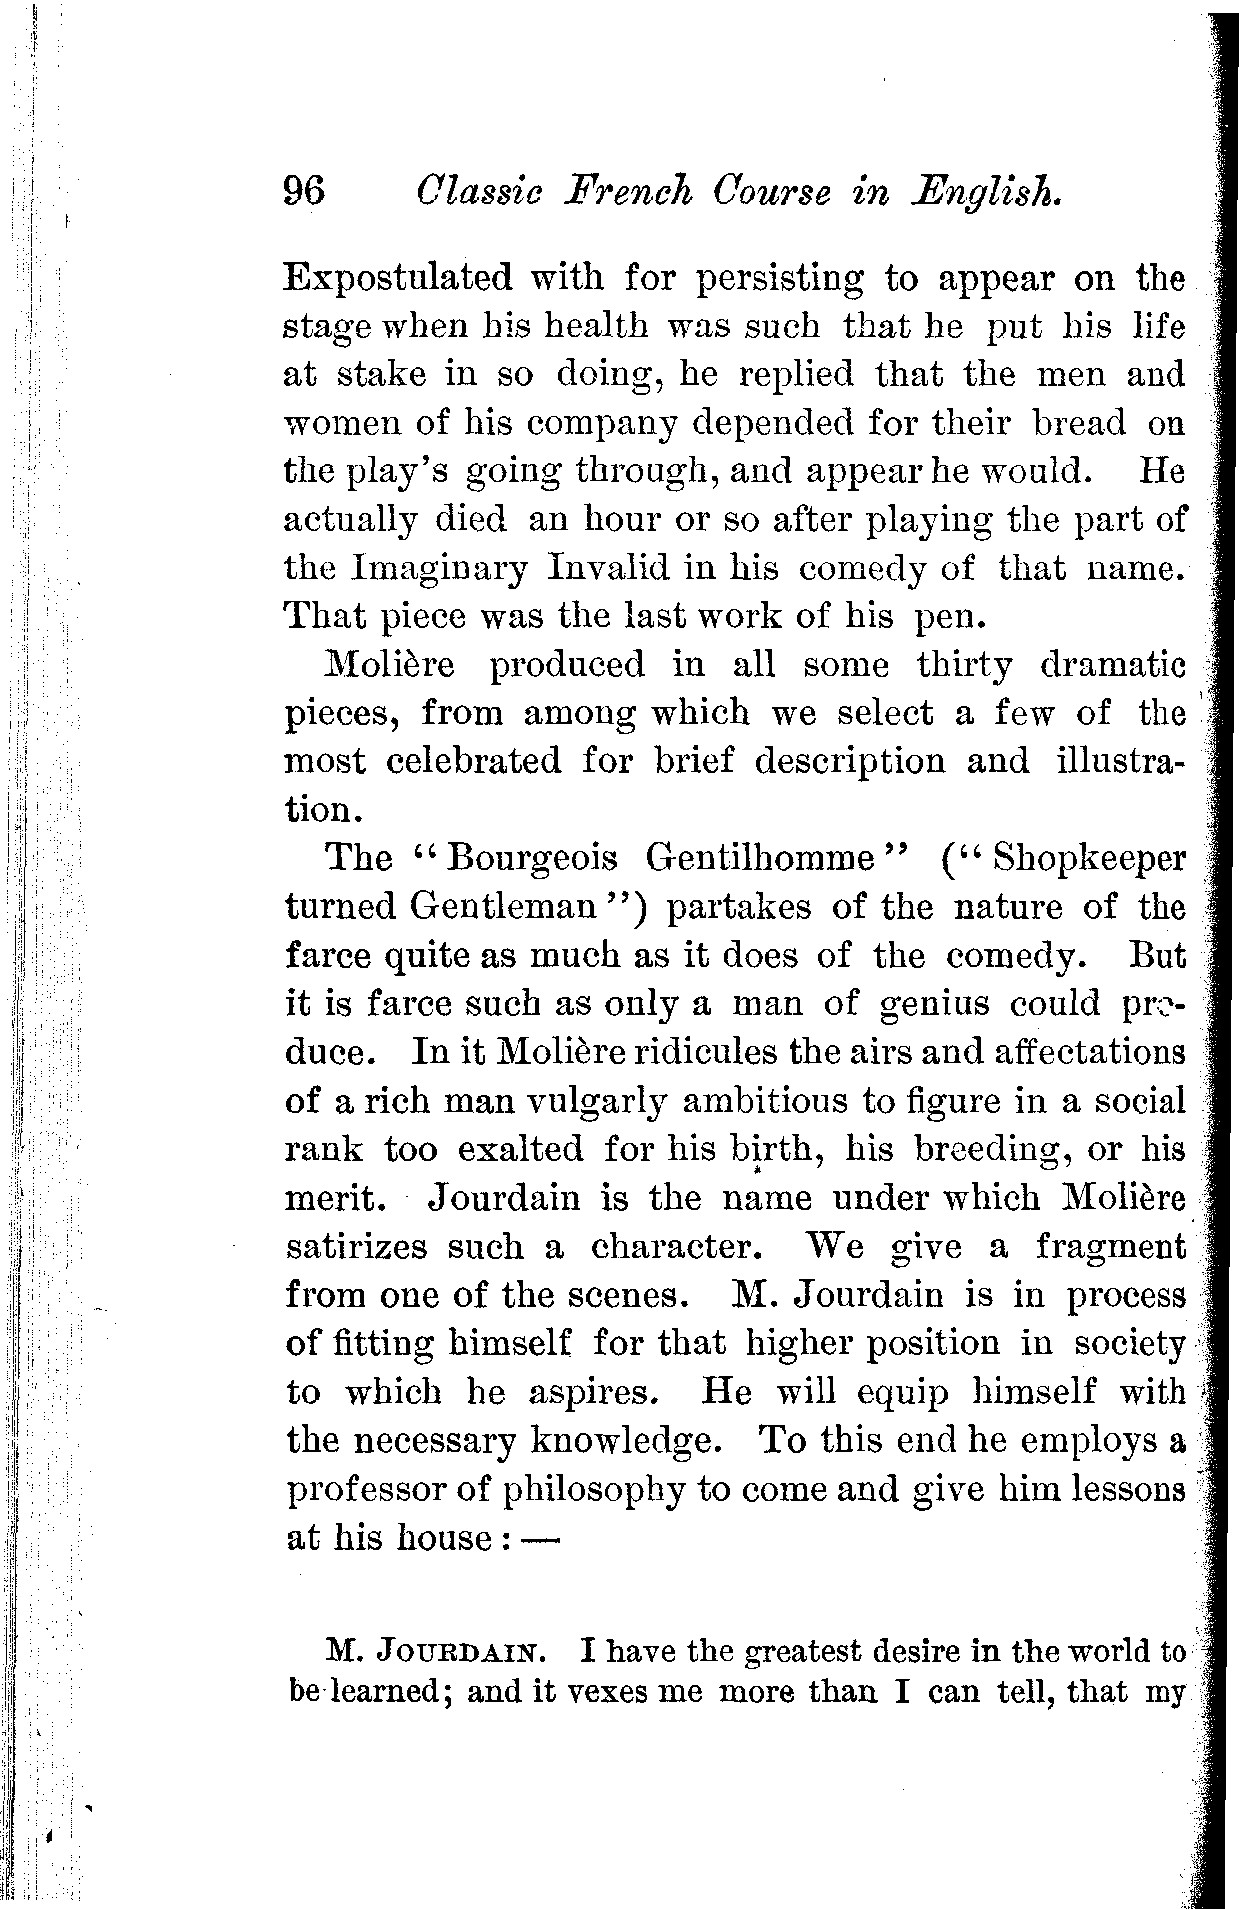 96 Classic French Course in English.
Expostulated with for persisting to appear on the
stage when his health was such that he put his life
at stake in so doing, he replied that the men and
women of his company depended for their bread on
the play's going through, and appear he would. He
actually died an hour or so after playing the part of
the Imaginary Invalid in his comedy of that name.
That piece was the last work of his pen.
Molière produced in all some thirty dramatic
pieces, from among which we select a few of the
most celebrated for brief description and illustra-
tion.
The “Bourgeois Gentilhomme” (“Shopkeeper
turned Gentleman”) partakes of the nature of the
farce quite as much as it does of the comedy. But
it is farce such as only a man of genius could pro-
duce. In it Molière ridicules the airs and affectations
of a rich man vulgarly ambitious to figure in a social
rank too exalted for his birth, his breeding, or his
merit. Jourdain is the name under which Molière
satirizes such a character. We give a fragment
from one of the scenes. M. Jourdain is in process
of fitting himself for that higher position in society
to which he aspires. He will equip himself with
the necessary knowledge. To this end he employs a
professor of philosophy to come and give him lessons
at his house: —
M. JOURDAIN. I have the greatest desire in the world to
be learned; and it vexes me more than I can tell, that my